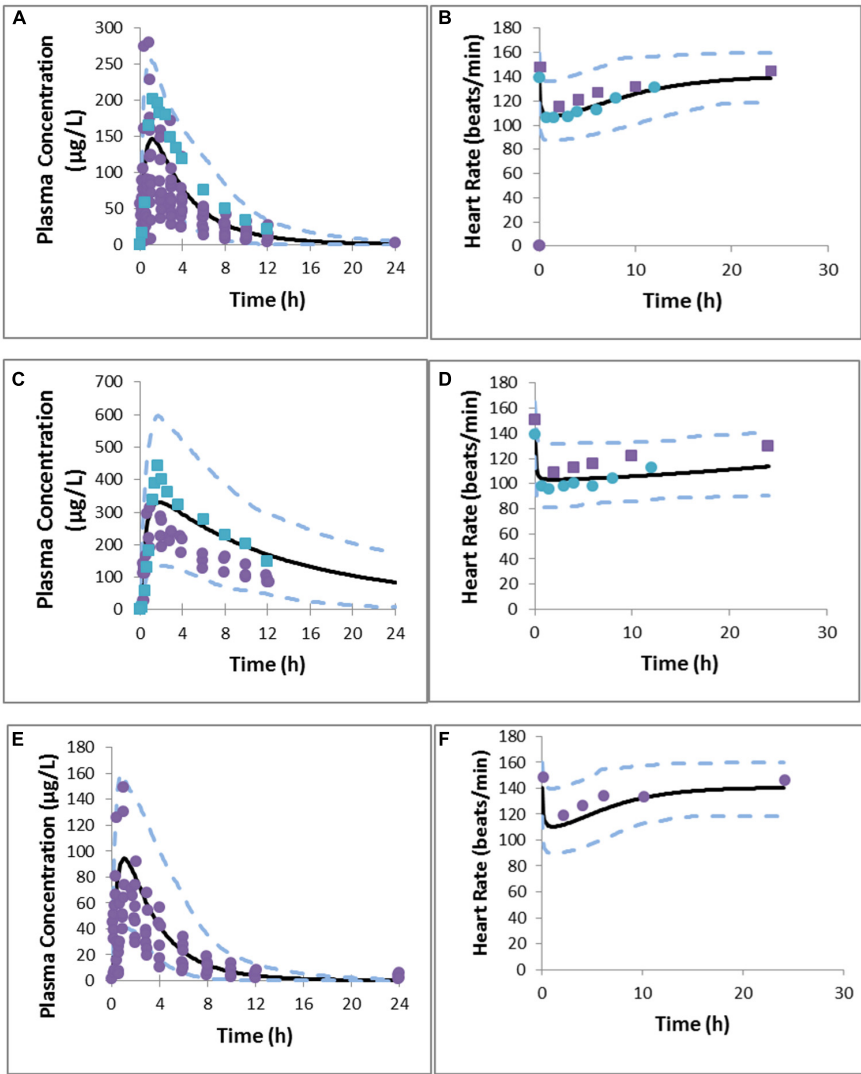 A
Plasma Concentration
(µg/L)
300
250
200
150
100
50
0
0 4 8 12 16 20 24
Time (h)
B
Heart Rate (beats/min)
180
160
140
120
100
80
60
40
20
0
0 10 20 30
Time (h)
C
Plasma Concentration
(µg/L)
700
600
500
400
300
200
100
0
0 4 8 12 16 20 24
Time (h)
D
Heart Rate (beats/min)
180
160
140
120
100
80
60
40
20
0
0 10 20 30
Time (h)
E
Plasma Concentration (µg/L)
180
160
140
120
100
80
60
40
20
0
0 4 8 12 16 20 24
Time (h)
F
Heart Rate (beats/min)
180
160
140
120
100
80
60
40
20
0
0 10 20 30
Time (h)